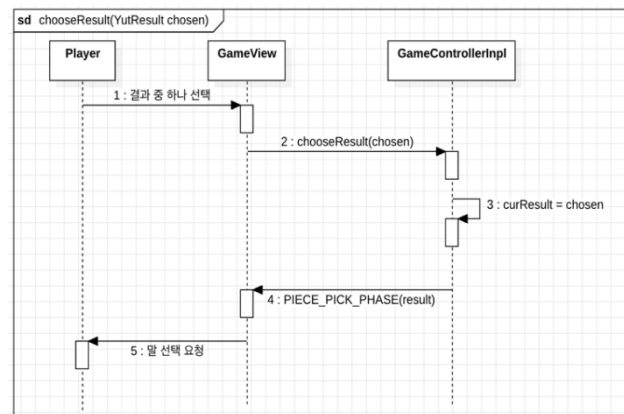 sd chooseResult(YutResult chosen)
Player
GameView
GameControllerInpl
1 : 결과 중 하나 선택
2 : chooseResult(chosen)
3 : curResult = chosen
4 : PIECE_PICK_PHASE(result)
5 : 말 선택 요청